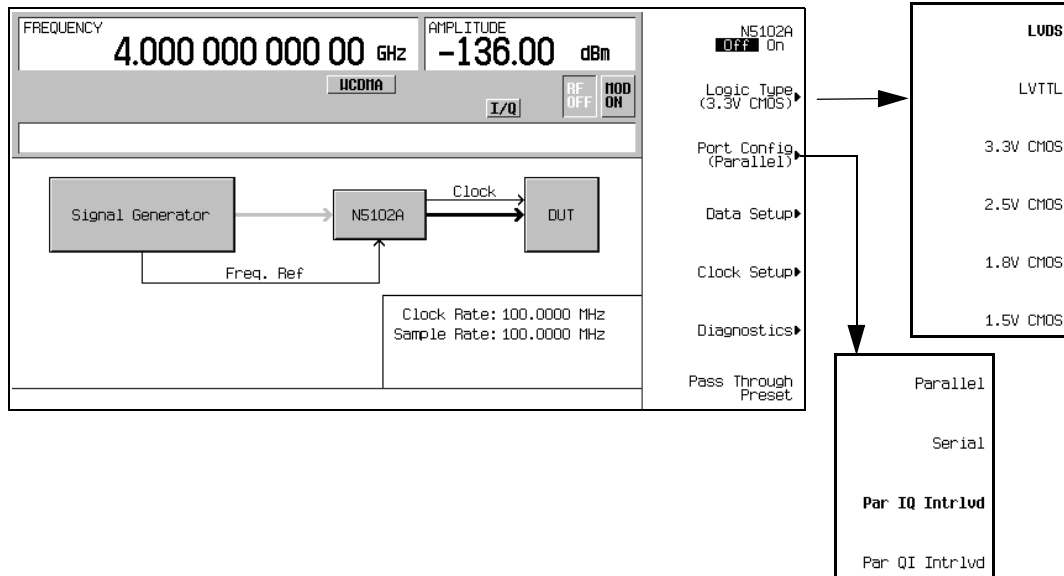 FREQUENCY
4.000 000 000 00 GHz
AMPLITUDE
-136.00 dBm
WCDMA
I/Q
RF
OFF
MOD
ON
Signal Generator
N5102A
Clock
DUT
Freq. Ref
Clock Rate: 100.0000 MHz
Sample Rate: 100.0000 MHz
N5102A
Off On
Logic Type
(3.3V CMOS)
Port Config
(Parallel)
Data Setup
Clock Setup
Diagnostics
Pass Through
Preset
LVDS
LVTTL
3.3V CMOS
2.5V CMOS
1.8V CMOS
1.5V CMOS
Parallel
Serial
Par IQ Intrlvd
Par QI Intrlvd